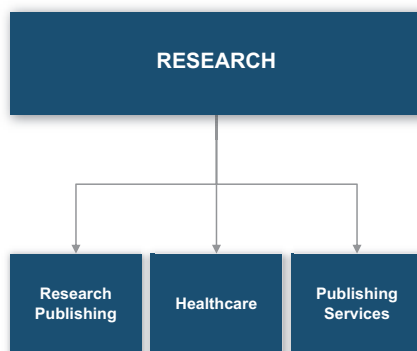 RESEARCH
Research
Publishing
Healthcare
Publishing
Services